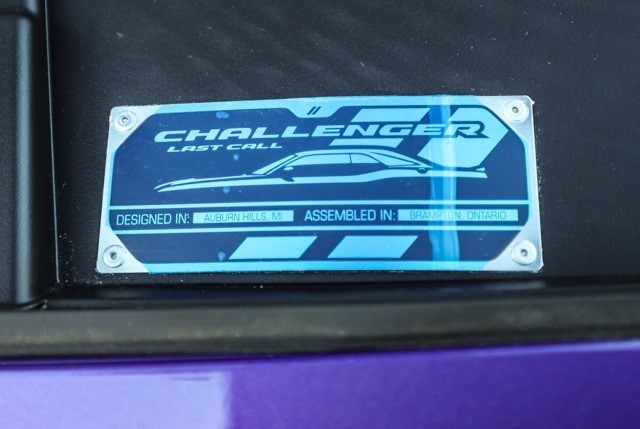 CHALLENGER
LAST CALL
DESIGNED IN: AUBURN HILLS, MI ASSEMBLED IN: BRAMPTON, ONTARIO